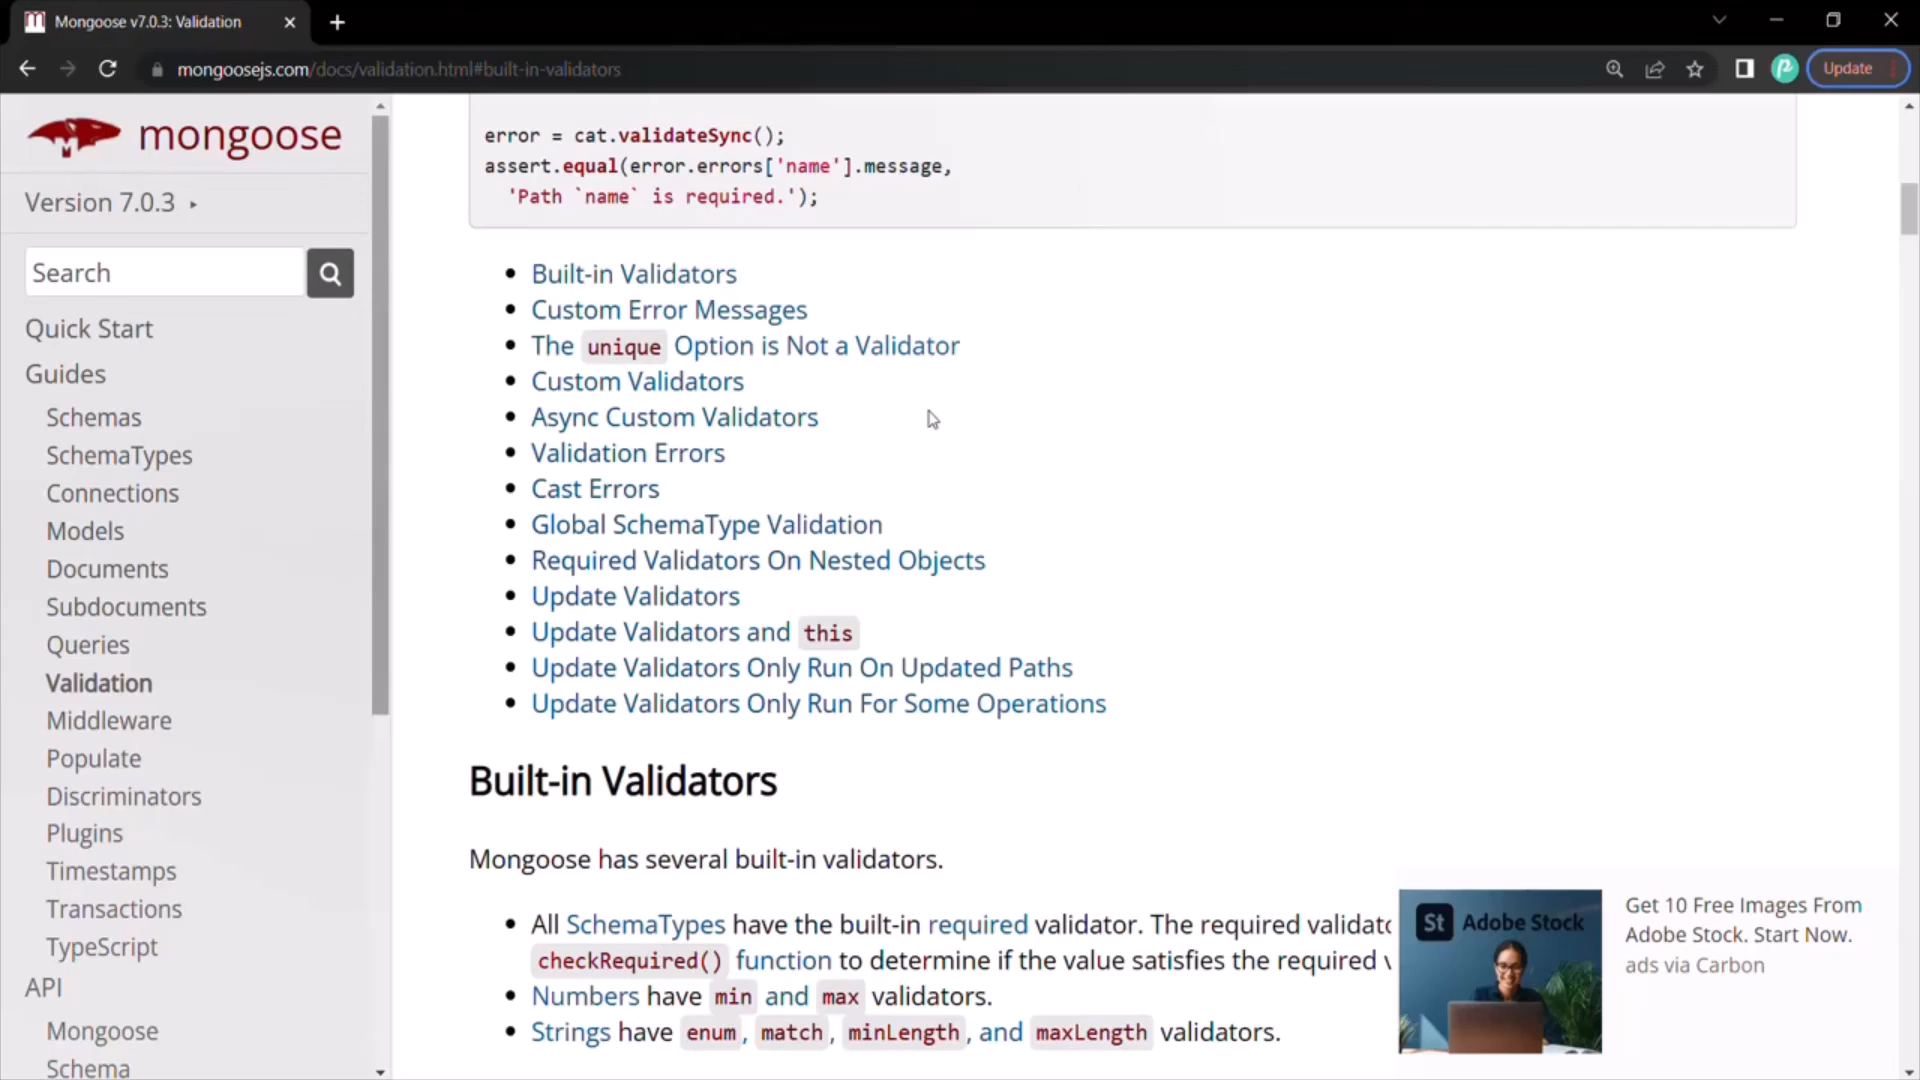 Mongoose v7.0.3: Validation
mongoosejs.com/docs/validation.html#built-in-validators
Update
mongoose
Version 7.0.3
Search
Quick Start
Guides
Schemas
SchemaTypes
Connections
Models
Documents
Subdocuments
Queries
Validation
Middleware
Populate
Discriminators
Plugins
Timestamps
Transactions
TypeScript
API
Mongoose
Schema
error = cat.validateSync();
assert.equal(error.errors['name'].message,
'Path `name` is required.');
Built-in Validators
Custom Error Messages
The unique Option is Not a Validator
Custom Validators
Async Custom Validators
Validation Errors
Cast Errors
Global SchemaType Validation
Required Validators On Nested Objects
Update Validators
Update Validators and this
Update Validators Only Run On Updated Paths
Update Validators Only Run For Some Operations
Built-in Validators
Mongoose has several built-in validators.
All SchemaTypes have the built-in required validator. The required
checkRequired() function to determine if the value satisfies the required
Numbers have min and max validators.
Strings have enum, match, minLength, and maxLength validators.
St Adobe Stock
Get 10 Free Images From
Adobe Stock. Start Now.
ads via Carbon